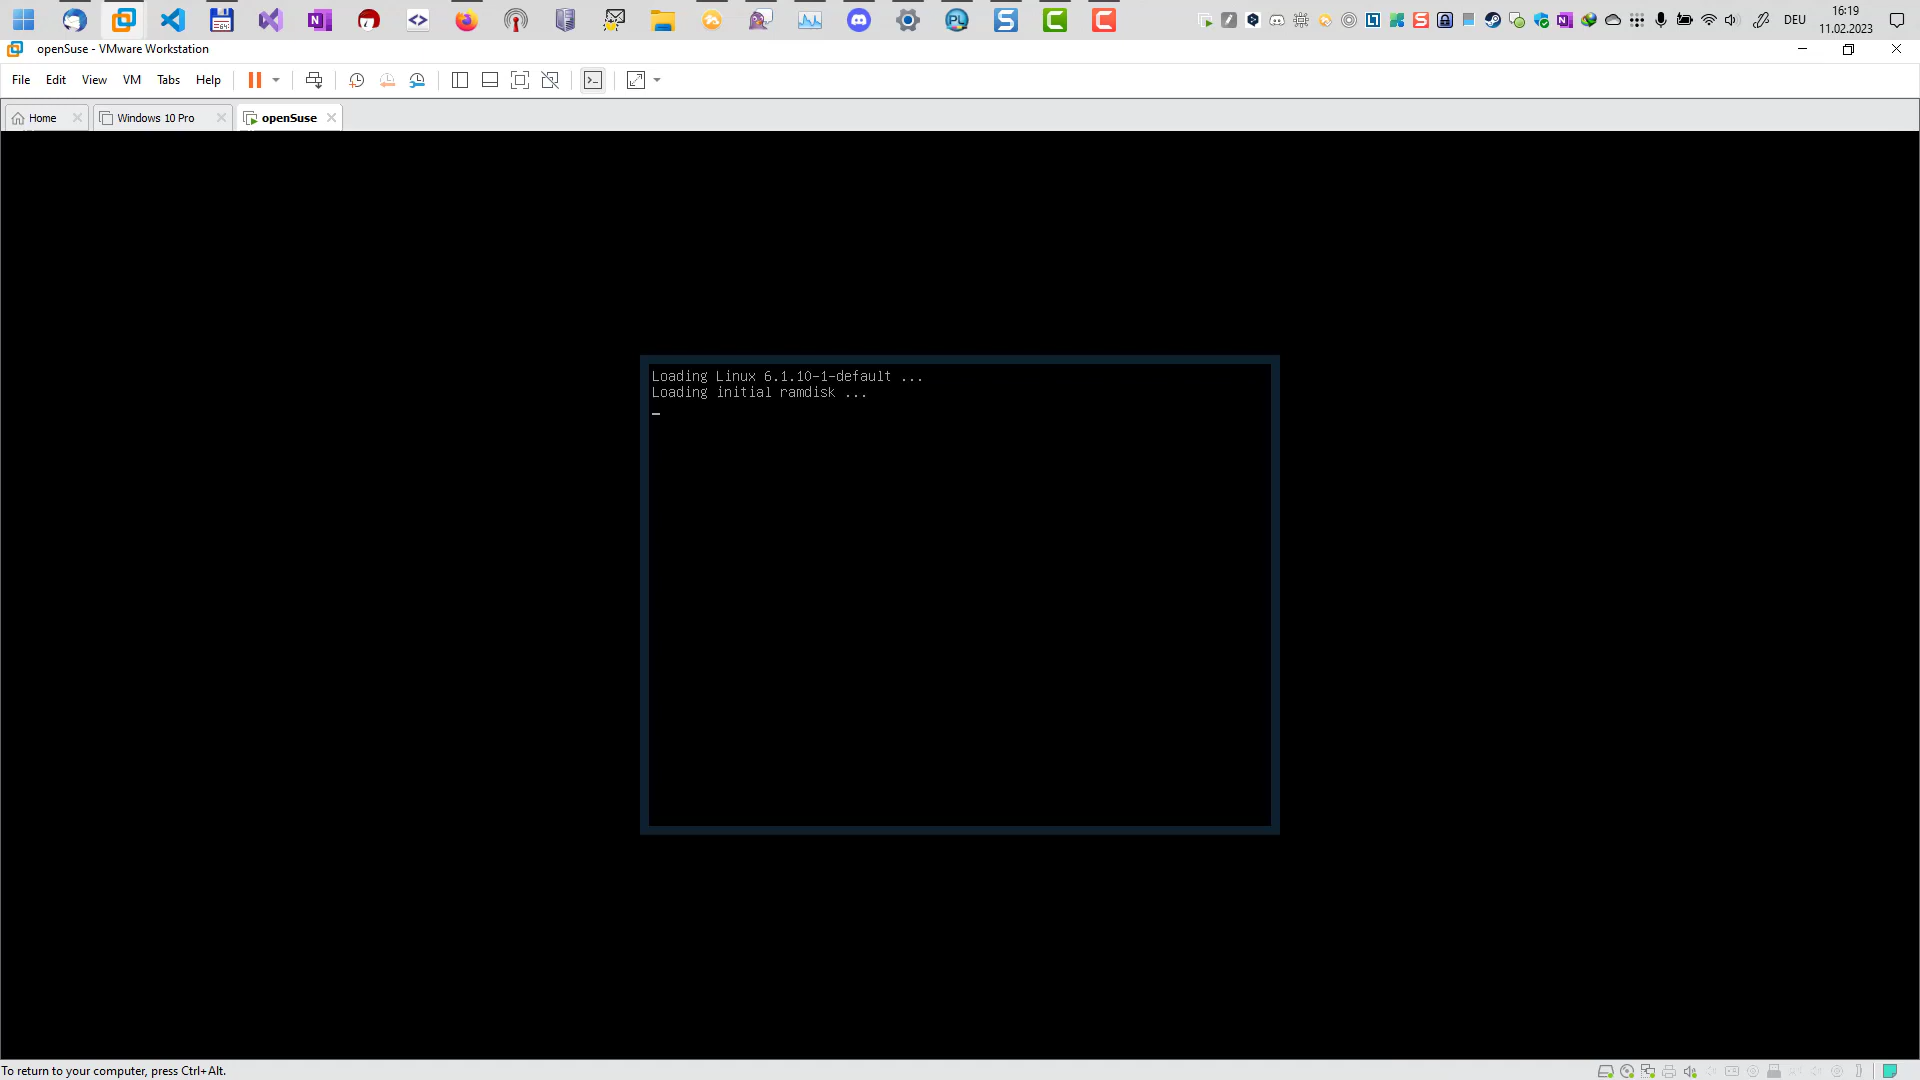 16:19
DEU
11.02.2023
openSuse - VMware Workstation
File Edit View VM Tabs Help
Home
Windows 10 Pro
openSuse
Loading Linux 6.1.10-1-default ...
Loading initial ramdisk ...
_
To return to your computer, press Ctrl+Alt.